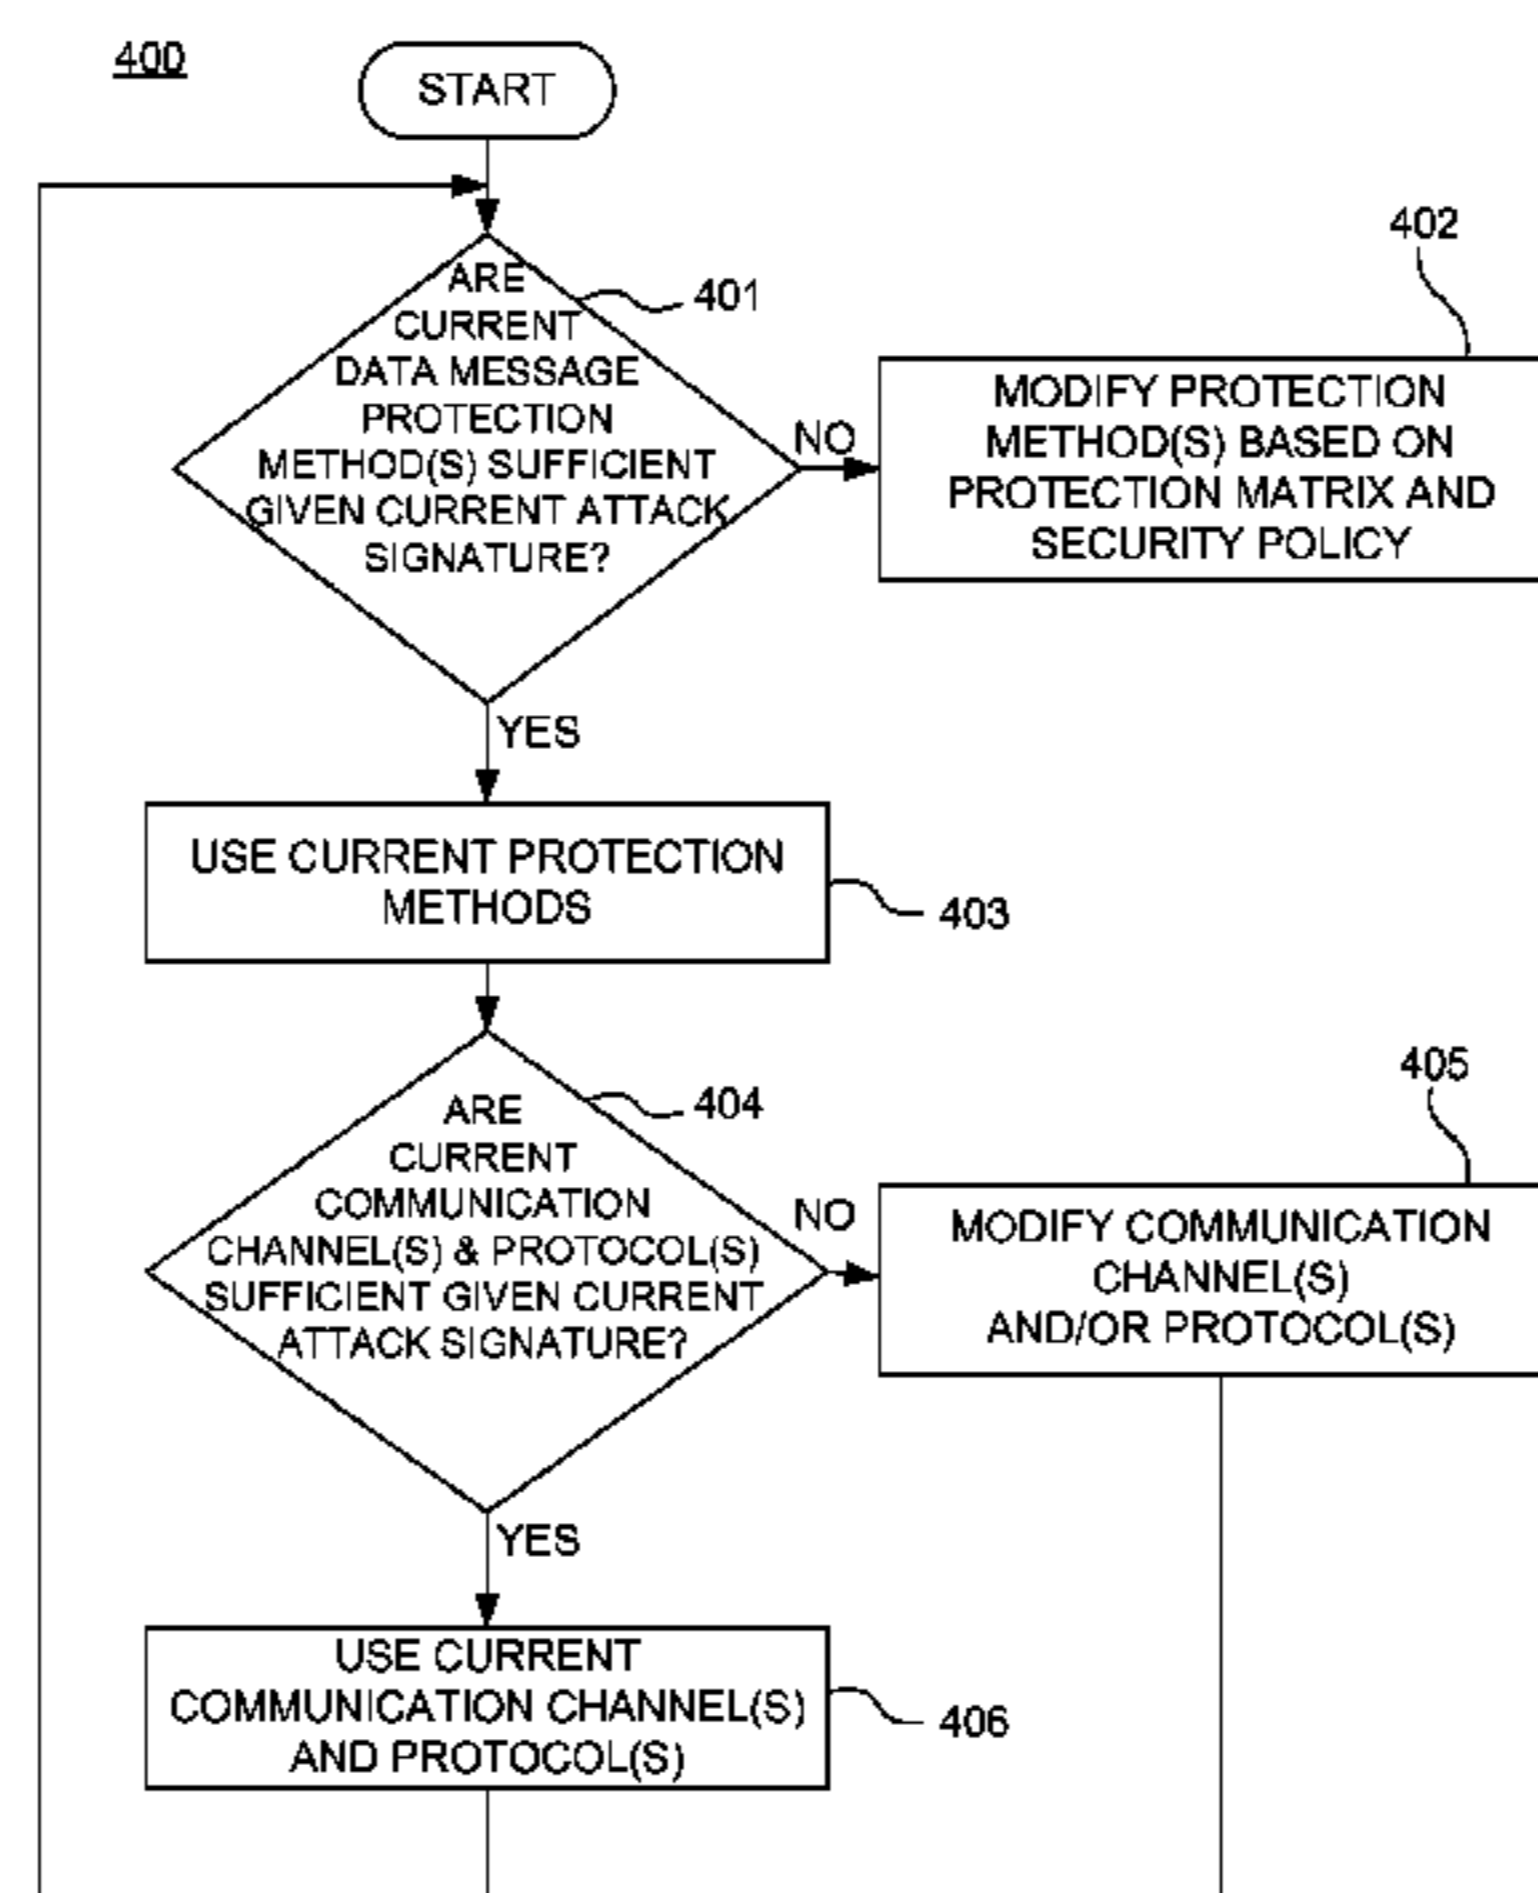 400
START
ARE
CURRENT
DATA MESSAGE
PROTECTION
METHOD(S) SUFFICIENT
GIVEN CURRENT ATTACK
SIGNATURE?
401
NO
402
MODIFY PROTECTION
METHOD(S) BASED ON
PROTECTION MATRIX AND
SECURITY POLICY
YES
USE CURRENT PROTECTION
METHODS
403
ARE
CURRENT
COMMUNICATION
CHANNEL(S) & PROTOCOL(S)
SUFFICIENT GIVEN CURRENT
ATTACK SIGNATURE?
404
NO
405
MODIFY COMMUNICATION
CHANNEL(S)
AND/OR PROTOCOL(S)
YES
USE CURRENT
COMMUNICATION CHANNEL(S)
AND PROTOCOL(S)
406